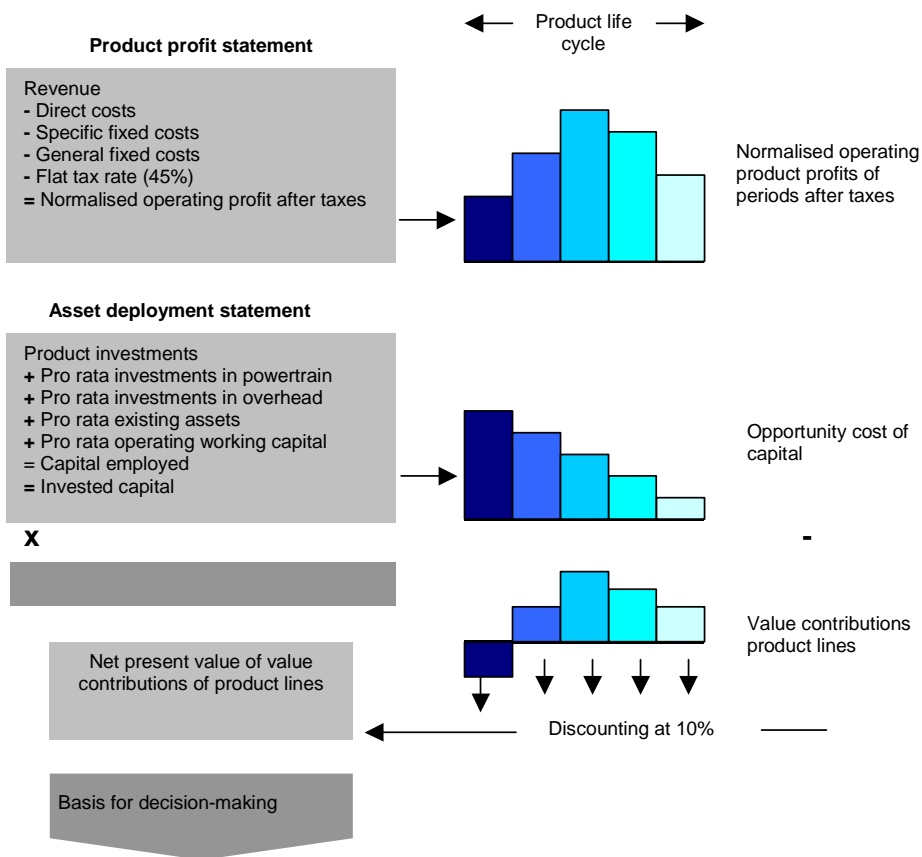 Product life
cycle
Product profit statement
Revenue
- Direct costs
- Specific fixed costs
- General fixed costs
- Flat tax rate (45%)
= Normalised operating profit after taxes
Normalised operating
product profits of
periods after taxes
Asset deployment statement
Product investments
+ Pro rata investments in powertrain
+ Pro rata investments in overhead
+ Pro rata existing assets
+ Pro rata operating working capital
= Capital employed
= Invested capital
Opportunity cost of
capital
X
-
Value contributions
product lines
Net present value of value
contributions of product lines
Discounting at 10%
Basis for decision-making